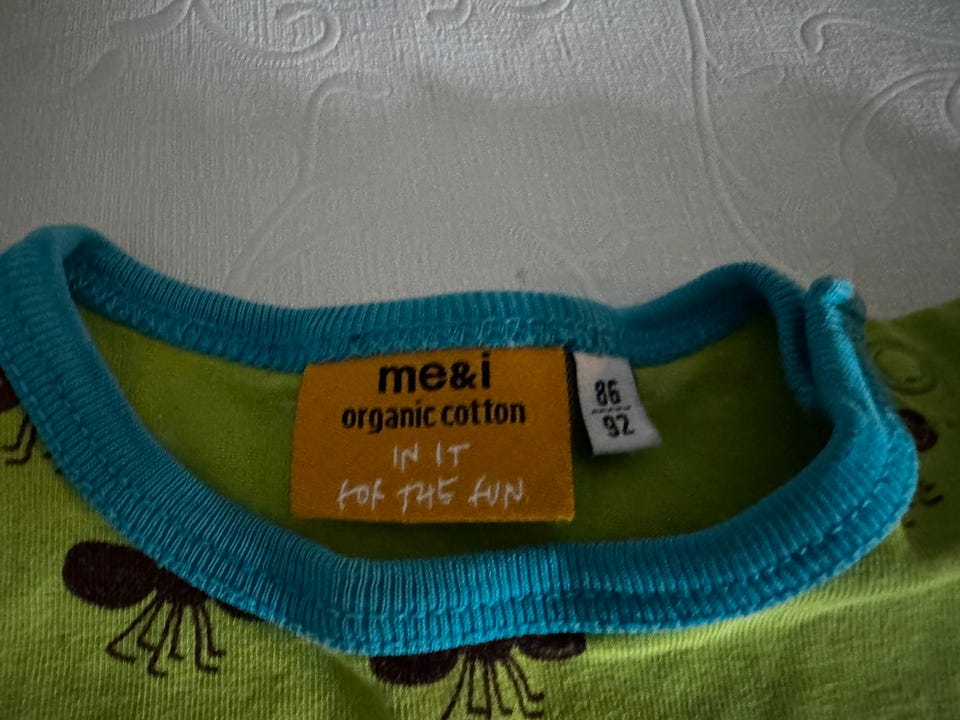 me&i
organic cotton
IN IT
FOR THE FUN
86
92